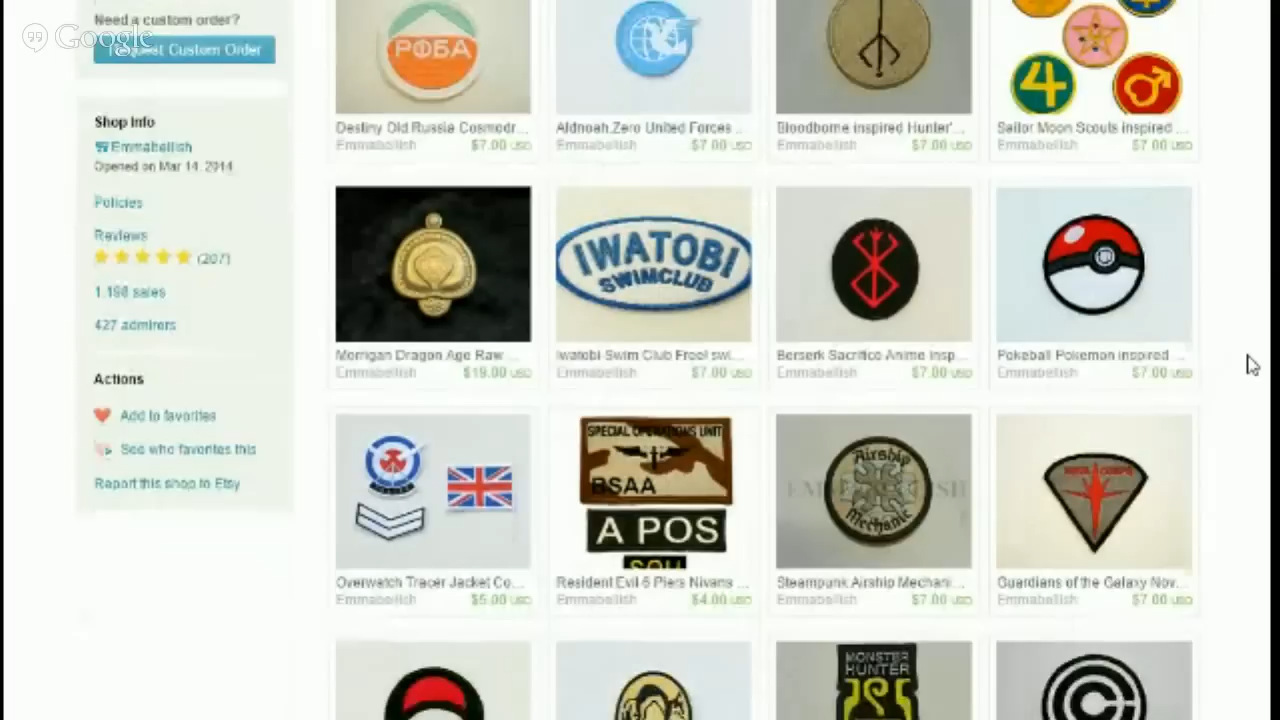 Need a custom order?
Google
Request Custom Order
Shop Info
Emmabellish
Opened on Mar 14, 2014
Policies
Reviews
(207)
1,198 sales
427 admirers
Actions
Add to favorites
See who favorites this
Report this shop to Etsy
РФБА
Destiny Old Russia Cosmodr...
Emmabellish $7.00 USD
Aldnoah.Zero United Forces ...
Emmabellish $7.00 USD
Bloodborne inspired Hunter'...
Emmabellish $7.00 USD
Sailor Moon Scouts inspired ...
Emmabellish $7.00 USD
IWATOBI
SWIMCLUB
Morrigan Dragon Age Raw ...
Emmabellish $19.00 USD
Iwatobi Swim Club Free! swi...
Emmabellish $7.00 USD
Berserk Sacrifice Anime insp...
Emmabellish $7.00 USD
Pokeball Pokemon inspired ...
Emmabellish $7.00 USD
SPECIAL OPERATIONS UNIT
BSAA
A POS
SOU
Airship
Mechanic
NOVA CORPS
Overwatch Tracer Jacket Co...
Emmabellish $5.00 USD
Resident Evil 6 Piers Nivans ...
Emmabellish $4.00 USD
Steampunk Airship Mechani...
Emmabellish $7.00 USD
Guardians of the Galaxy Nov...
Emmabellish $7.00 USD
MONSTER
HUNTER